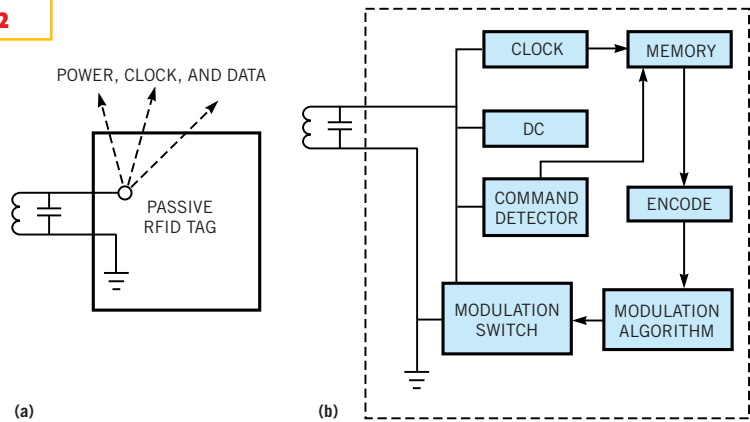 2
POWER, CLOCK, AND DATA
PASSIVE
RFID TAG
(a)
CLOCK
MEMORY
DC
COMMAND
DETECTOR
ENCODE
MODULATION
SWITCH
MODULATION
ALGORITHM
(b)